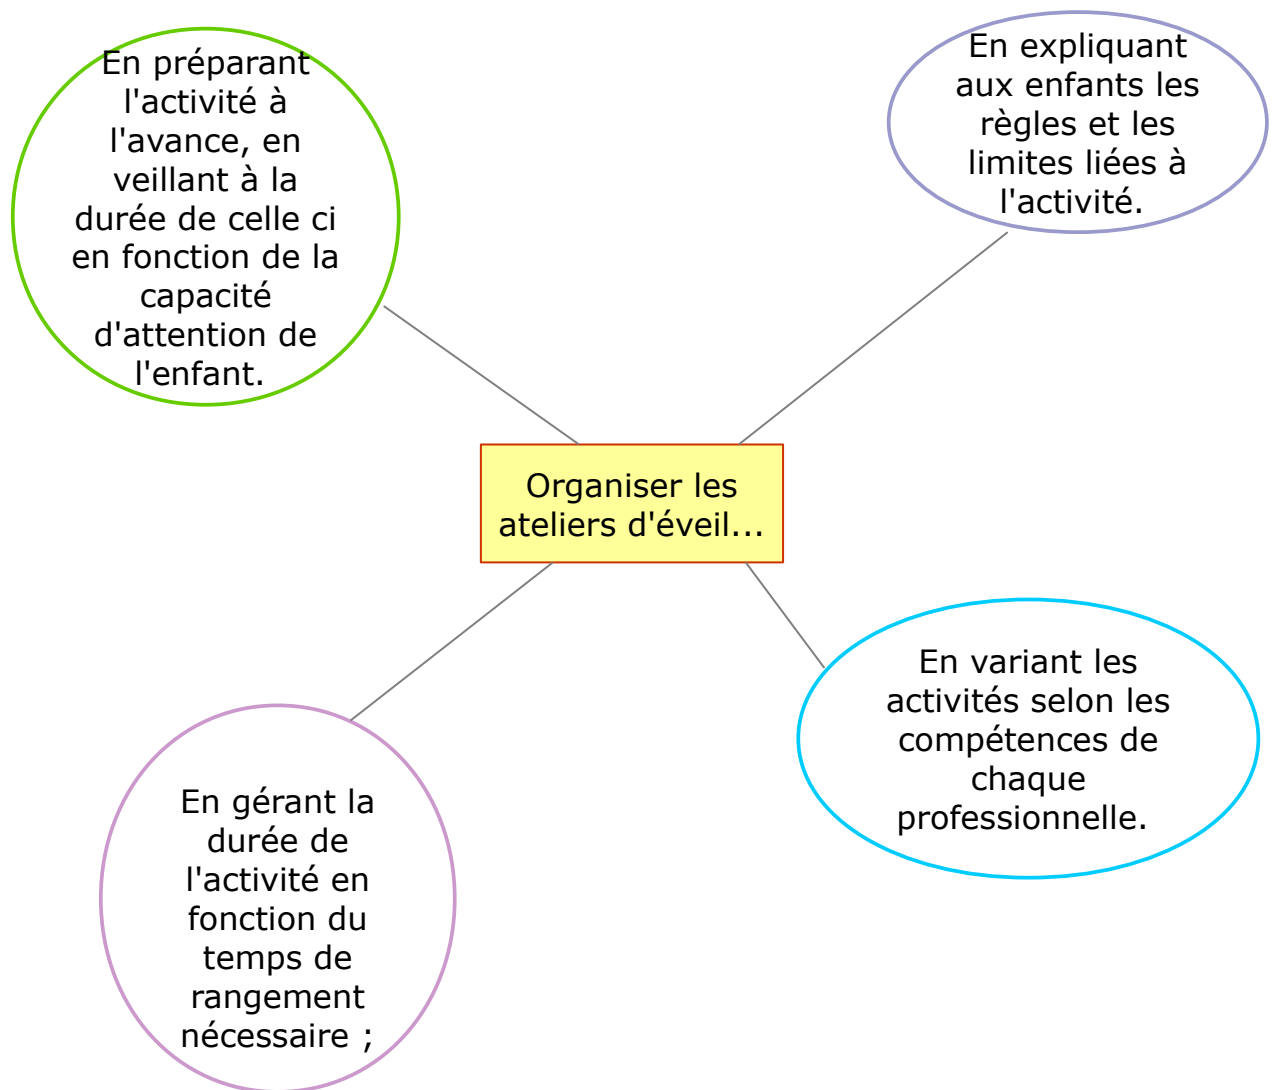 En préparant
l'activité à
l'avance, en
veillant à la
durée de celle ci
en fonction de la
capacité
d'attention de
l'enfant.
En expliquant
aux enfants les
règles et les
limites liées à
l'activité.
Organiser les
ateliers d'éveil...
En variant les
activités selon les
compétences de
chaque
professionnelle.
En gérant la
durée de
l'activité en
fonction du
temps de
rangement
nécessaire ;